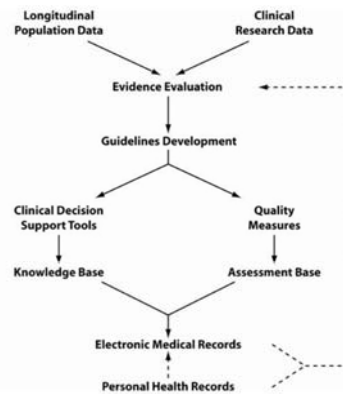 Longitudinal
Population Data
Clinical
Research Data
Evidence Evaluation
Guidelines Development
Clinical Decision
Support Tools
Quality
Measures
Knowledge Base
Assessment Base
Electronic Medical Records
Personal Health Records